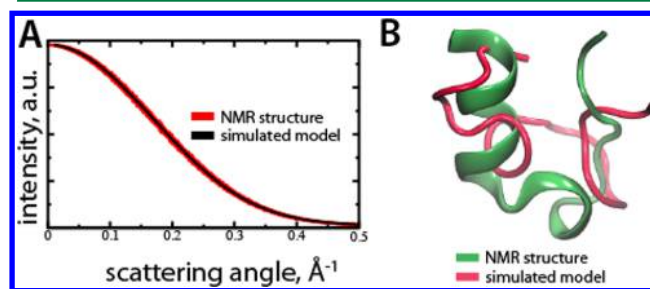 A
intensity, a.u.
NMR structure
simulated model
0
0.1
0.2
0.3
0.4
0.5
scattering angle, Å⁻¹
B
NMR structure
simulated model